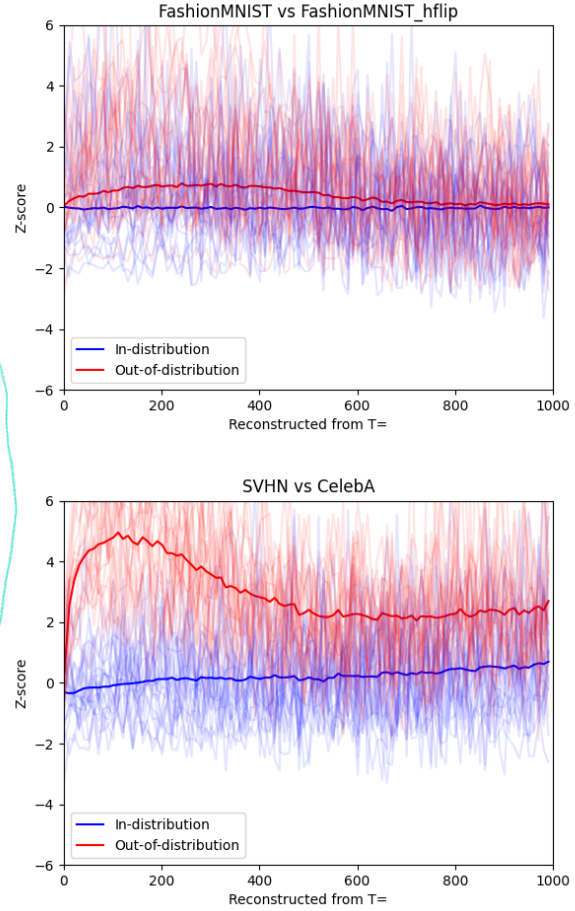 FashionMNIST vs FashionMNIST_hflip
6
4
2
0
−2
−4
−6
Z-score
In-distribution
Out-of-distribution
0 200 400 600 800 1000
Reconstructed from T=
SVHN vs CelebA
6
4
2
0
−2
−4
−6
Z-score
In-distribution
Out-of-distribution
0 200 400 600 800 1000
Reconstructed from T=